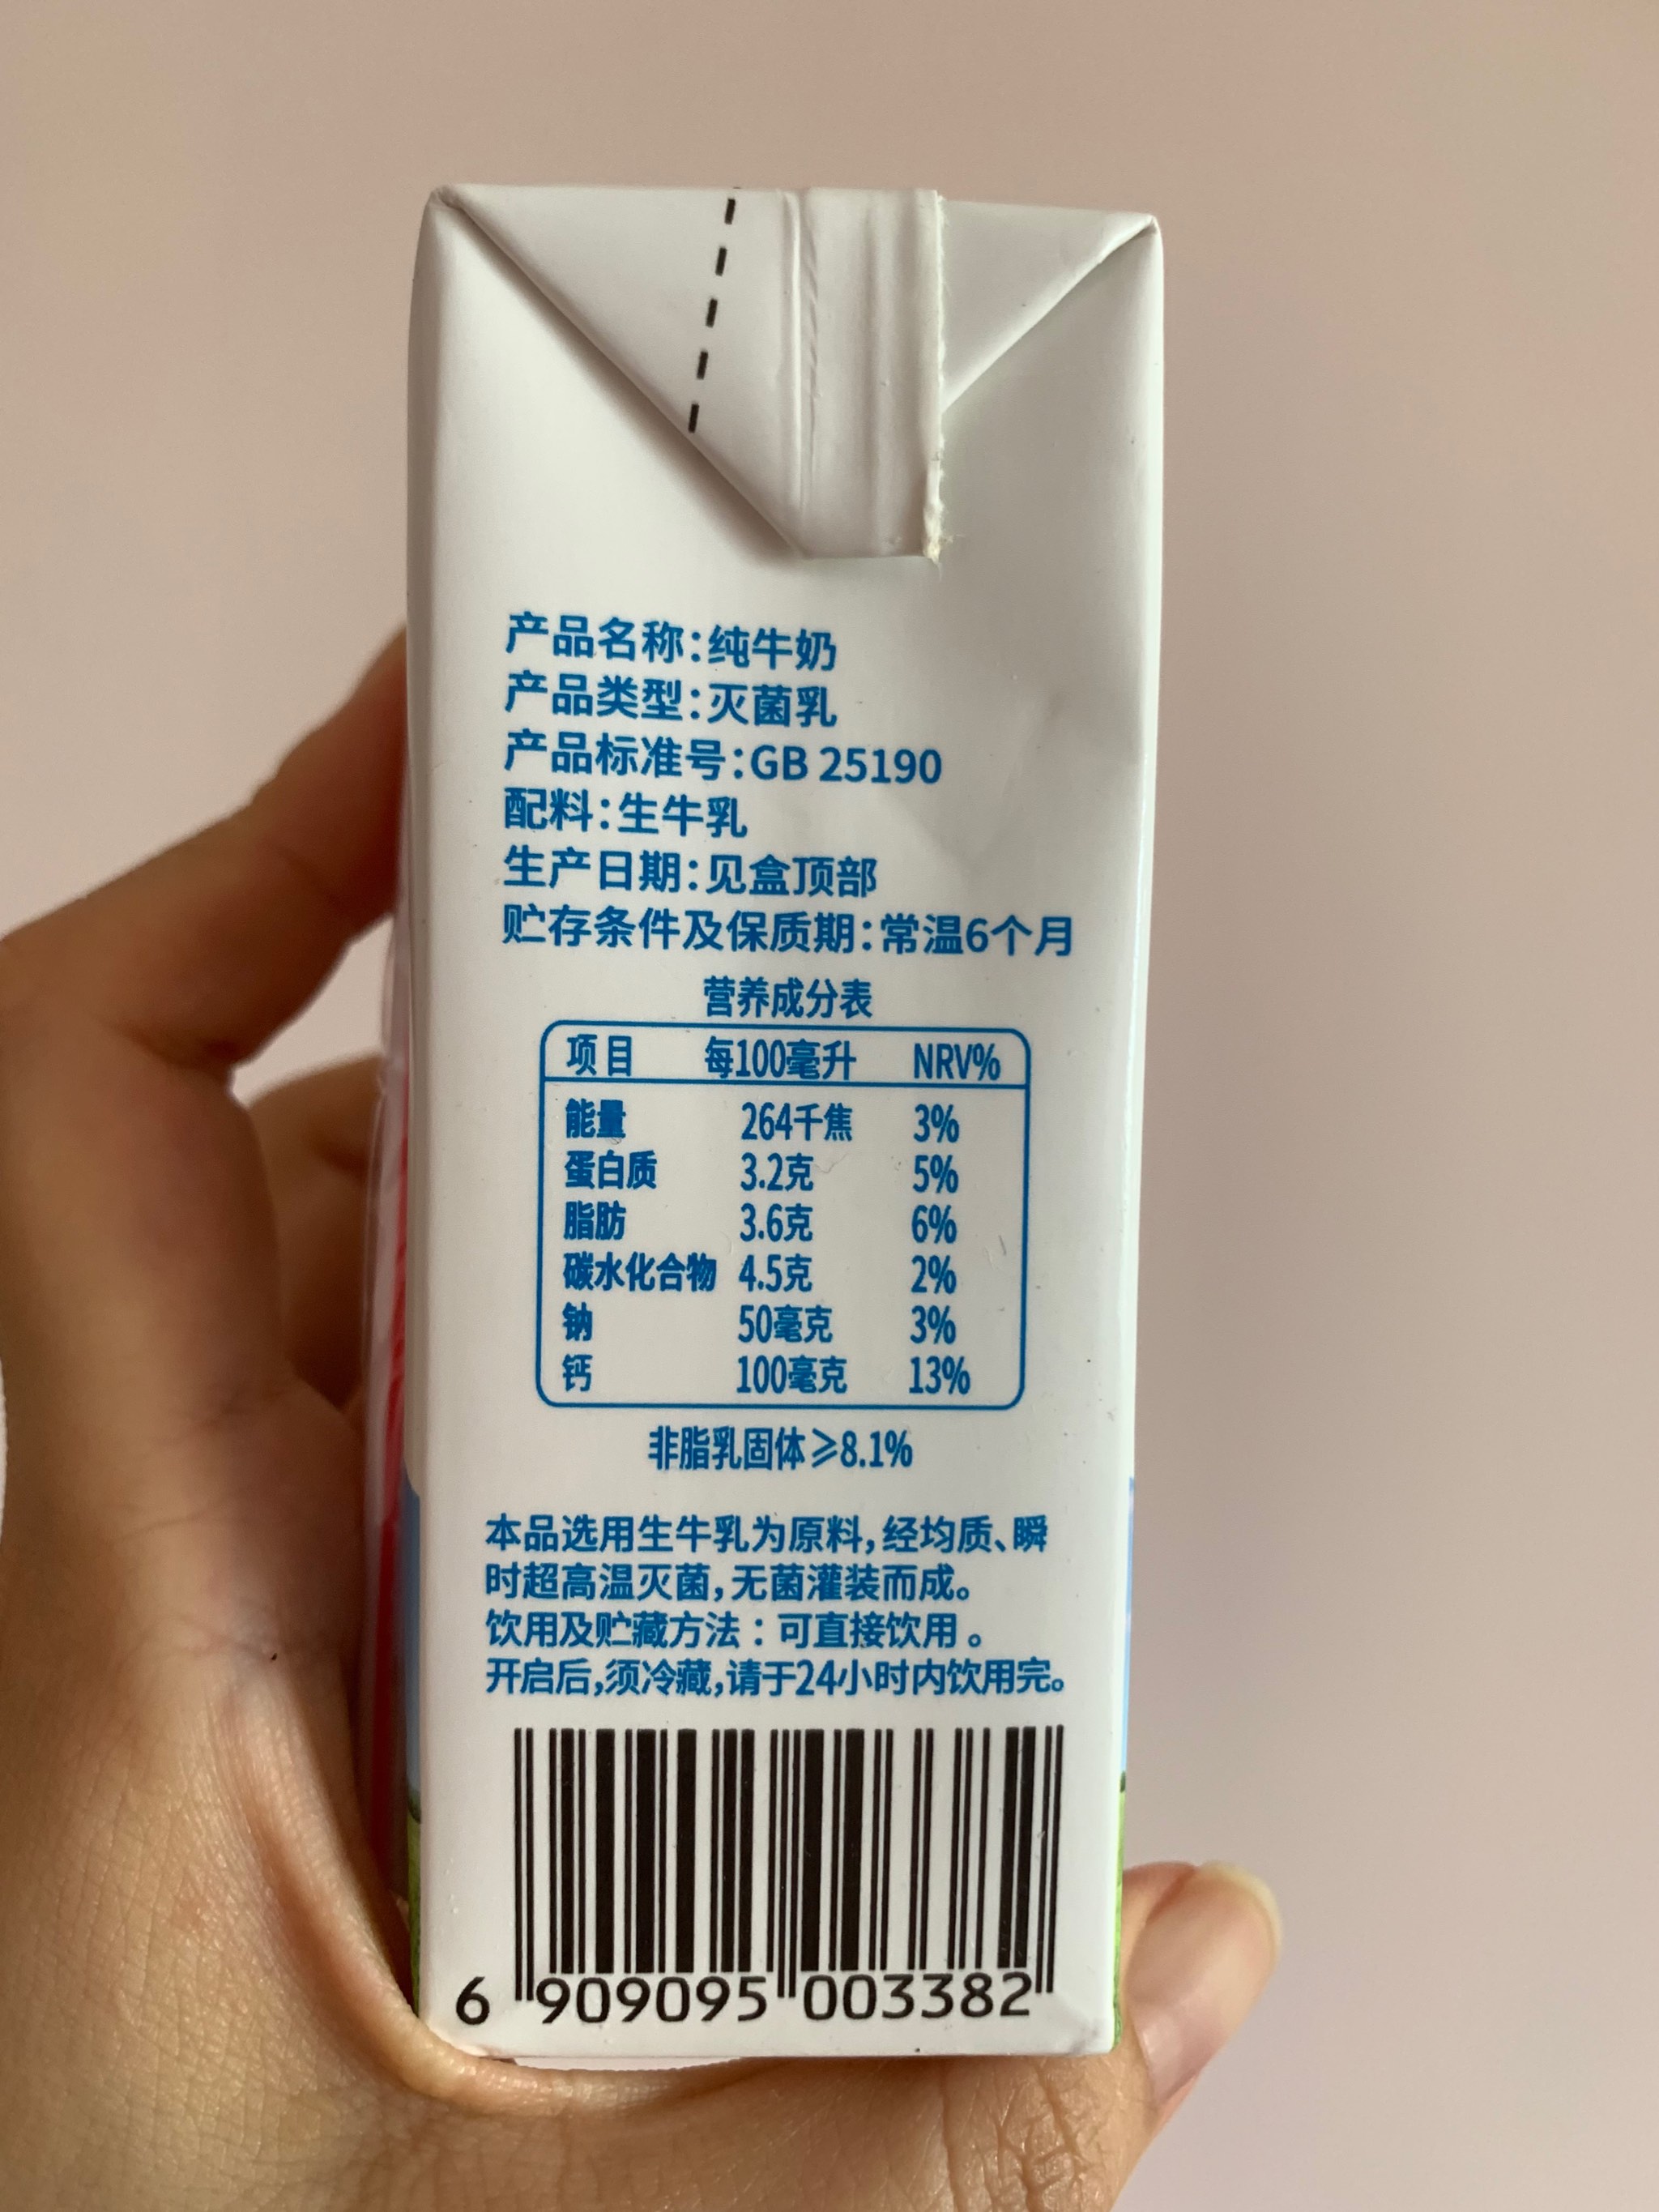 产品名称：纯牛奶
产品类型：灭菌乳
产品标准号：GB 25190
配料：生牛乳
生产日期：见盒顶部
贮存条件及保质期：常温6个月
营养成分表
项目 每100毫升 NRV%
能量 264千焦 3%
蛋白质 3.2克 5%
脂肪 3.6克 6%
碳水化合物 4.5克 2%
钠 50毫克 3%
钙 100毫克 13%
非脂乳固体≥8.1%
本品选用生牛乳为原料，经均质、瞬
时超高温灭菌，无菌灌装而成。
饮用及贮藏方法：可直接饮用。
开启后，须冷藏，请于24小时内饮用完。
6 909095 003382